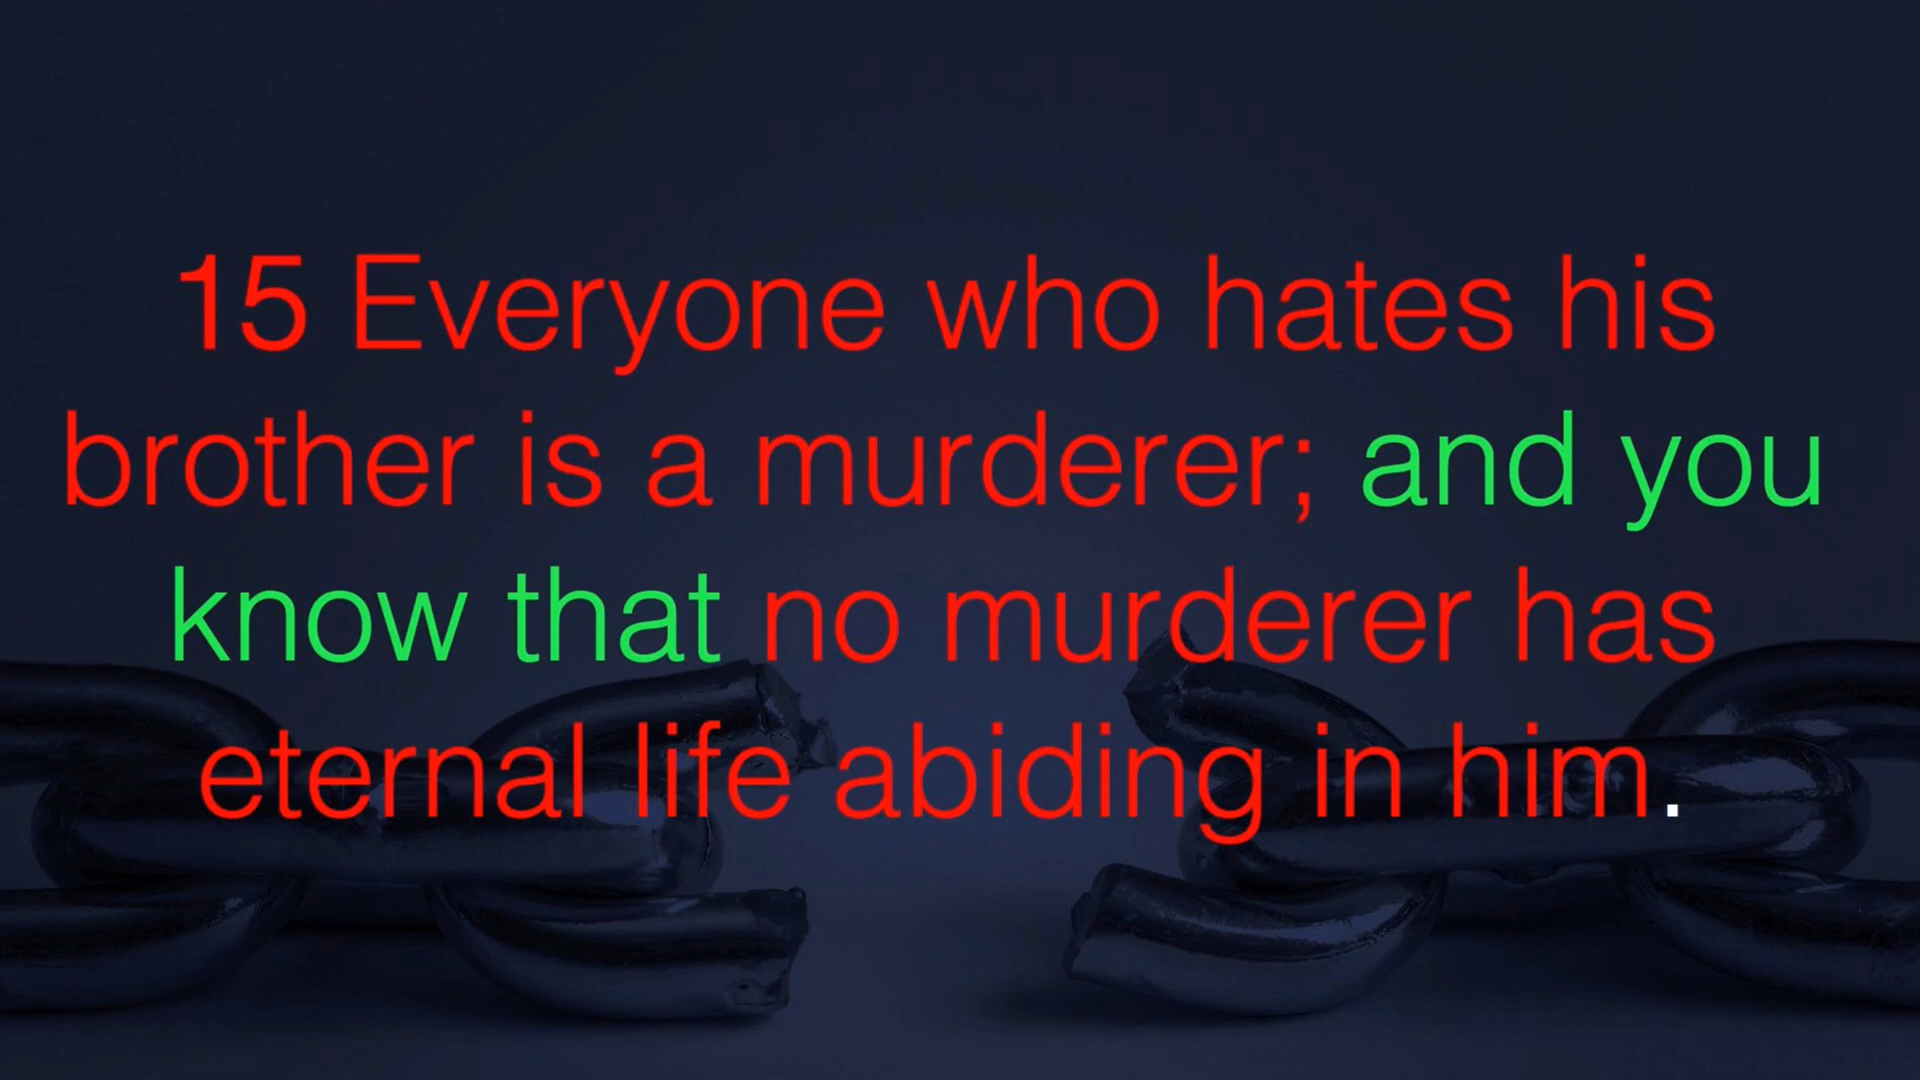 15 Everyone who hates his
brother is a murderer; and you
know that no murderer has
eternal life abiding in him.